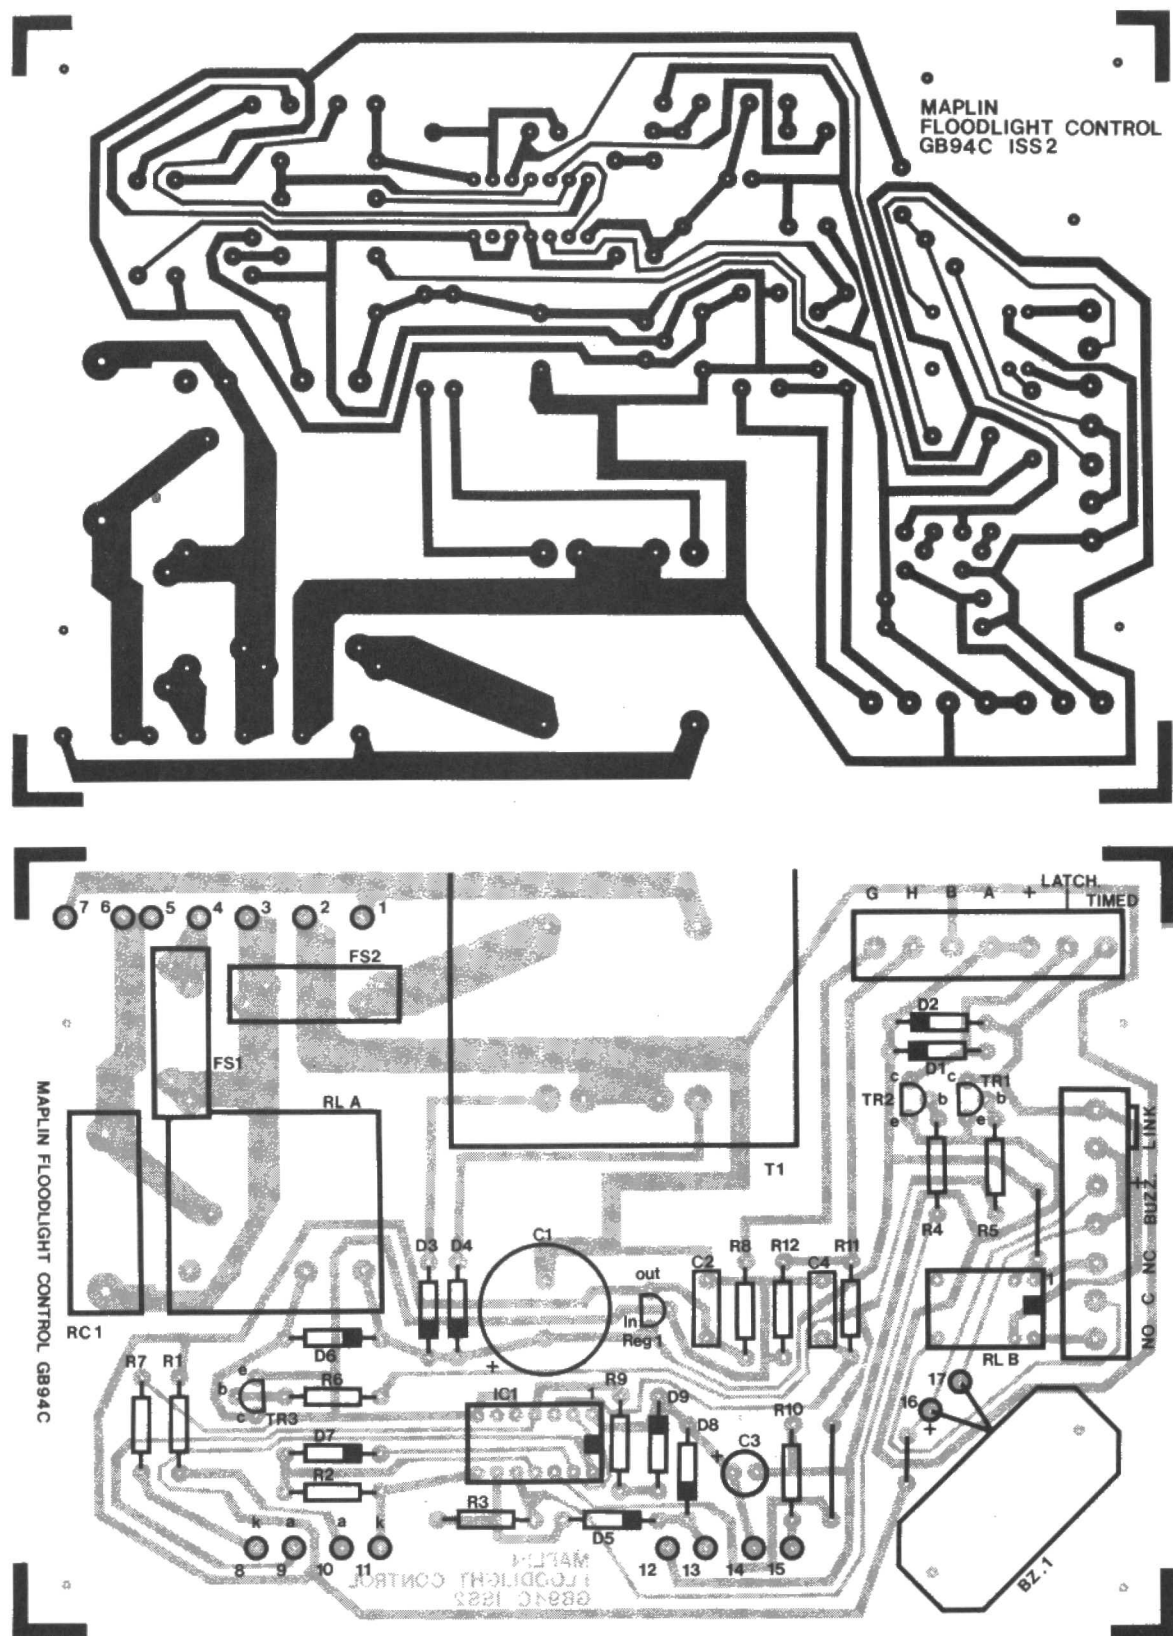 MAPLIN
FLOODLIGHT CONTROL
GB94C ISS2
7 6 5 4 3 2 1
G H B A + LATCH.
TIMED
FS2
FS1
D2
D1
c c TR1
TR2 b b
e e
RL A
T1
R4 R5
MAPLIN FLOODLIGHT CONTROL GB94C
NO C NC BUZZ. LINK
+
RC1
D3 D4 C1 R8 R12 R11
C2 C4
out
In
Reg 1
+
RL B
+
R7 R1
D6
e
b R6
c TR3
IC1 1 R9
D9
D8
R10
C3
+
17
16
+
D7
R2
R3
D5
k a a k
8 9 10 11
12 13 14 15
BZ.1
MAPLIN
FLOODLIGHT CONTROL
GB94C ISS2